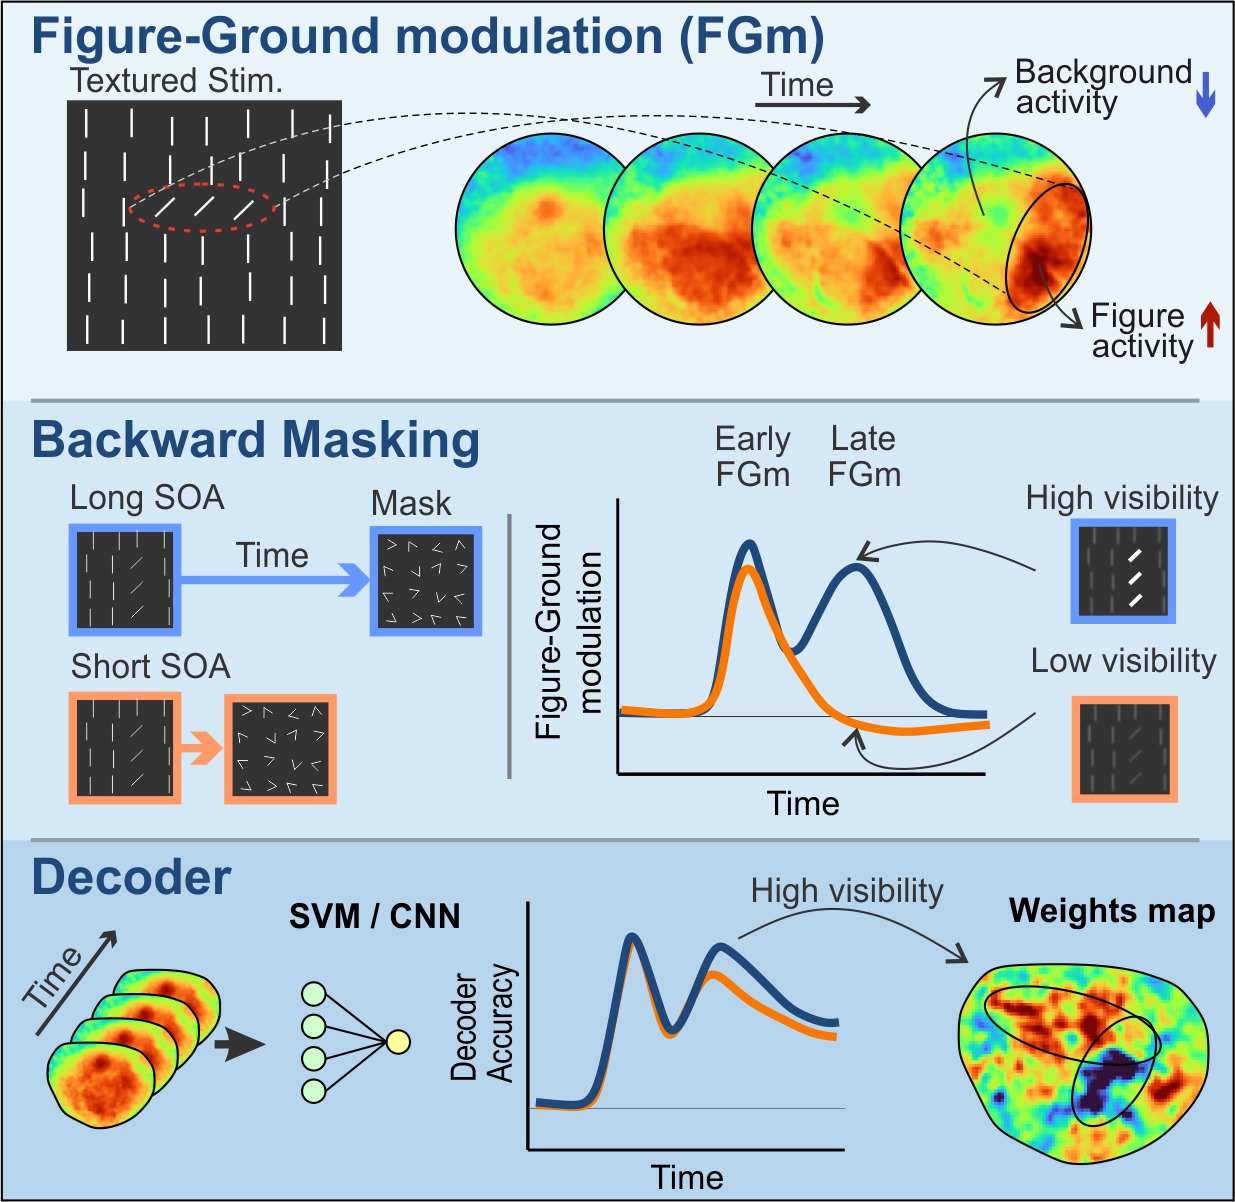 Figure-Ground modulation (FGm)
Textured Stim.
Time
Background
activity
Figure
activity
Backward Masking
Long SOA
Time
Mask
Short SOA
Early
FGm
Late
FGm
Figure-Ground
modulation
Time
High visibility
Low visibility
Decoder
Time
SVM / CNN
Decoder
Accuracy
Time
High visibility
Weights map